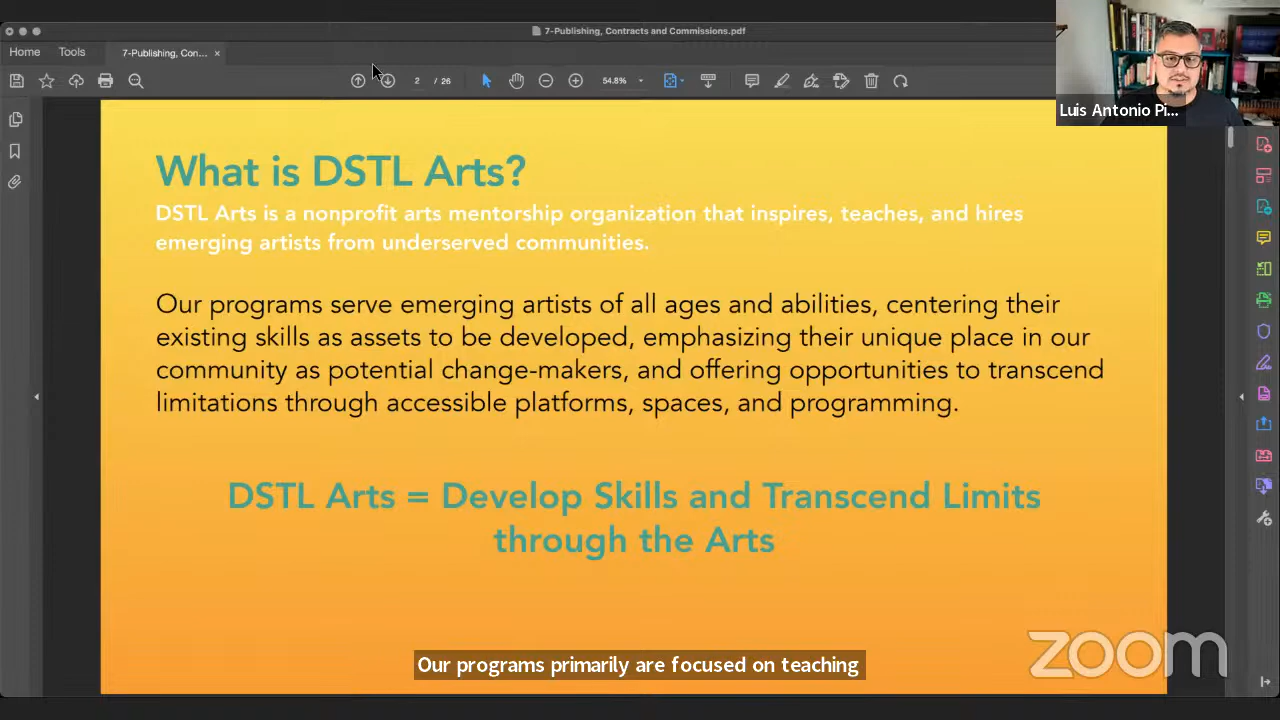 7-Publishing, Contracts and Commissions.pdf
Home
Tools
7-Publishing, Con... ×
2 / 26
54.8%
Luis Antonio Pi...
What is DSTL Arts?
DSTL Arts is a nonprofit arts mentorship organization that inspires, teaches, and hires
emerging artists from underserved communities.
Our programs serve emerging artists of all ages and abilities, centering their
existing skills as assets to be developed, emphasizing their unique place in our
community as potential change-makers, and offering opportunities to transcend
limitations through accessible platforms, spaces, and programming.
DSTL Arts = Develop Skills and Transcend Limits
through the Arts
Our programs primarily are focused on teaching
zoom